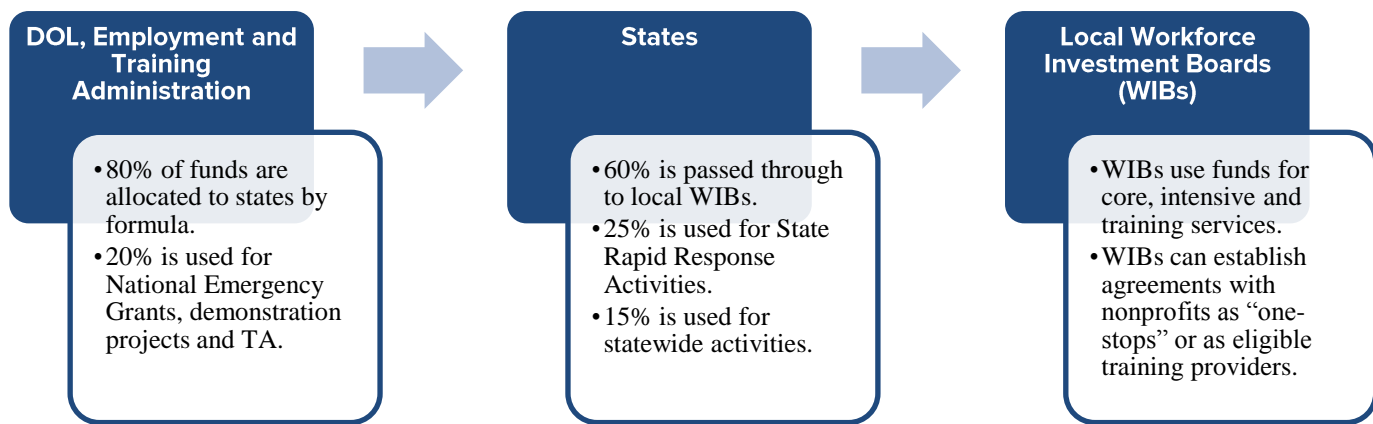 DOL, Employment and
Training
Administration
•80% of funds are
allocated to states by
formula.
•20% is used for
National Emergency
Grants, demonstration
projects and TA.
States
•60% is passed through
to local WIBs.
•25% is used for State
Rapid Response
Activities.
•15% is used for
statewide activities.
Local Workforce
Investment Boards
(WIBs)
•WIBs use funds for
core, intensive and
training services.
•WIBs can establish
agreements with
nonprofits as “one-
stops” or as eligible
training providers.